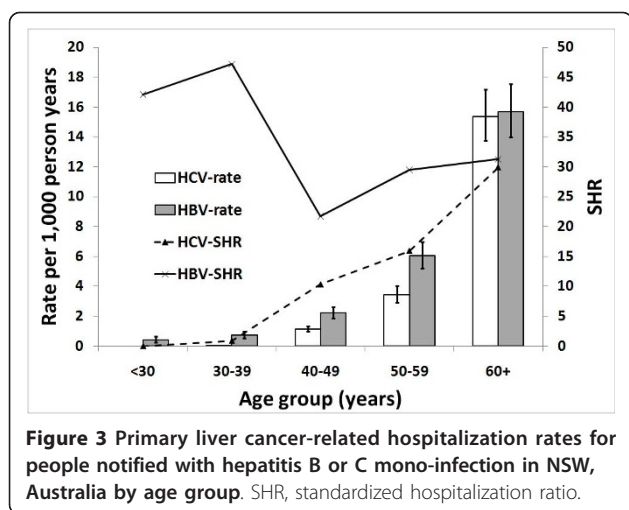 20
18
16
14
12
10
8
6
4
2
0
Rate per 1,000 person years
HCV-rate
HBV-rate
HCV-SHR
HBV-SHR
50
45
40
35
30
25
20
15
10
5
0
SHR
<30 30-39 40-49 50-59 60+
Age group (years)
Figure 3 Primary liver cancer-related hospitalization rates for
people notified with hepatitis B or C mono-infection in NSW,
Australia by age group. SHR, standardized hospitalization ratio.